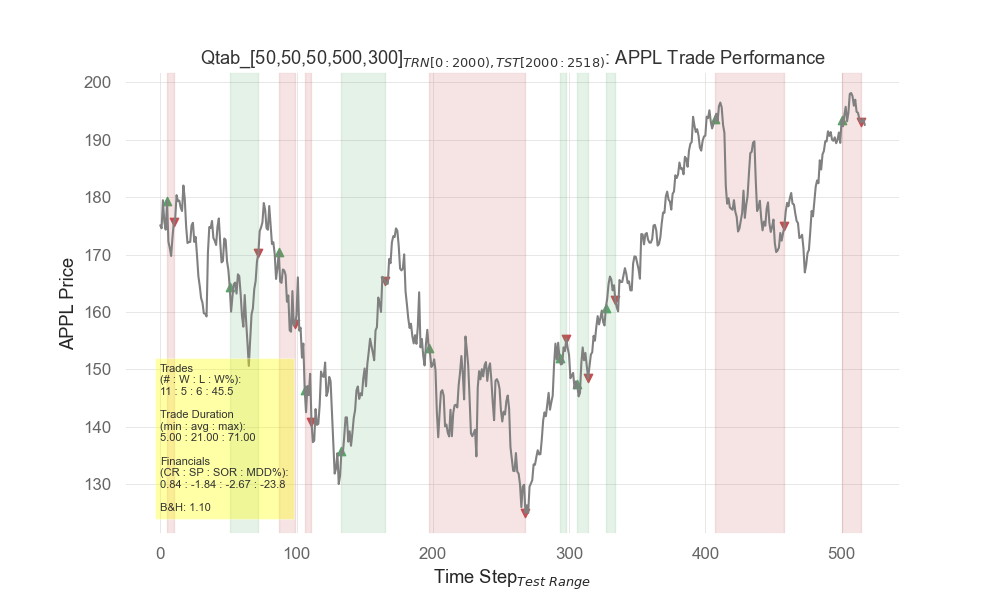 Qtab_[50,50,50,500,300]TRN[0:2000),TST[2000:2518): APPL Trade Performance
200
190
180
170
160
150
140
130
APPL Price
Trades
(# : W : L : W%):
11 : 5 : 6 : 45.5
Trade Duration
(min : avg : max):
5.00 : 21.00 : 71.00
Financials
(CR : SP : SOR : MDD%):
0.84 : -1.84 : -2.67 : -23.8
B&H: 1.10
0 100 200 300 400 500
Time StepTest Range